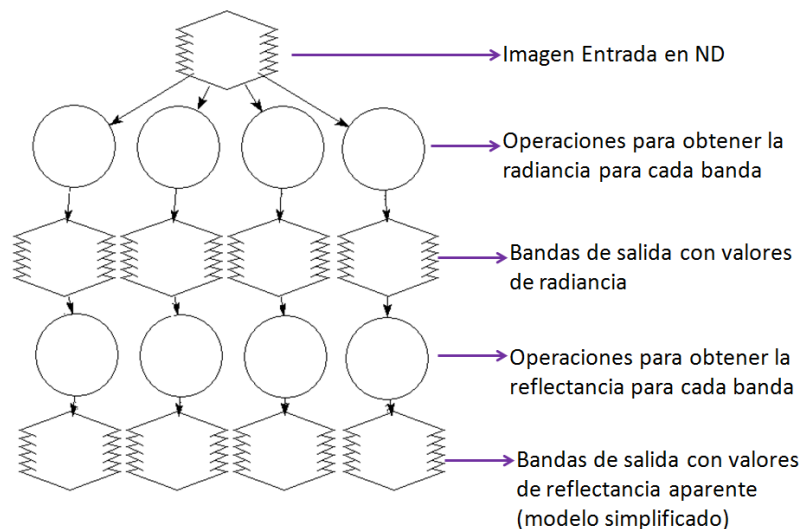 Imagen Entrada en ND
Operaciones para obtener la
radiancia para cada banda
Bandas de salida con valores
de radiancia
Operaciones para obtener la
reflectancia para cada banda
Bandas de salida con valores
de reflectancia aparente
(modelo simplificado)